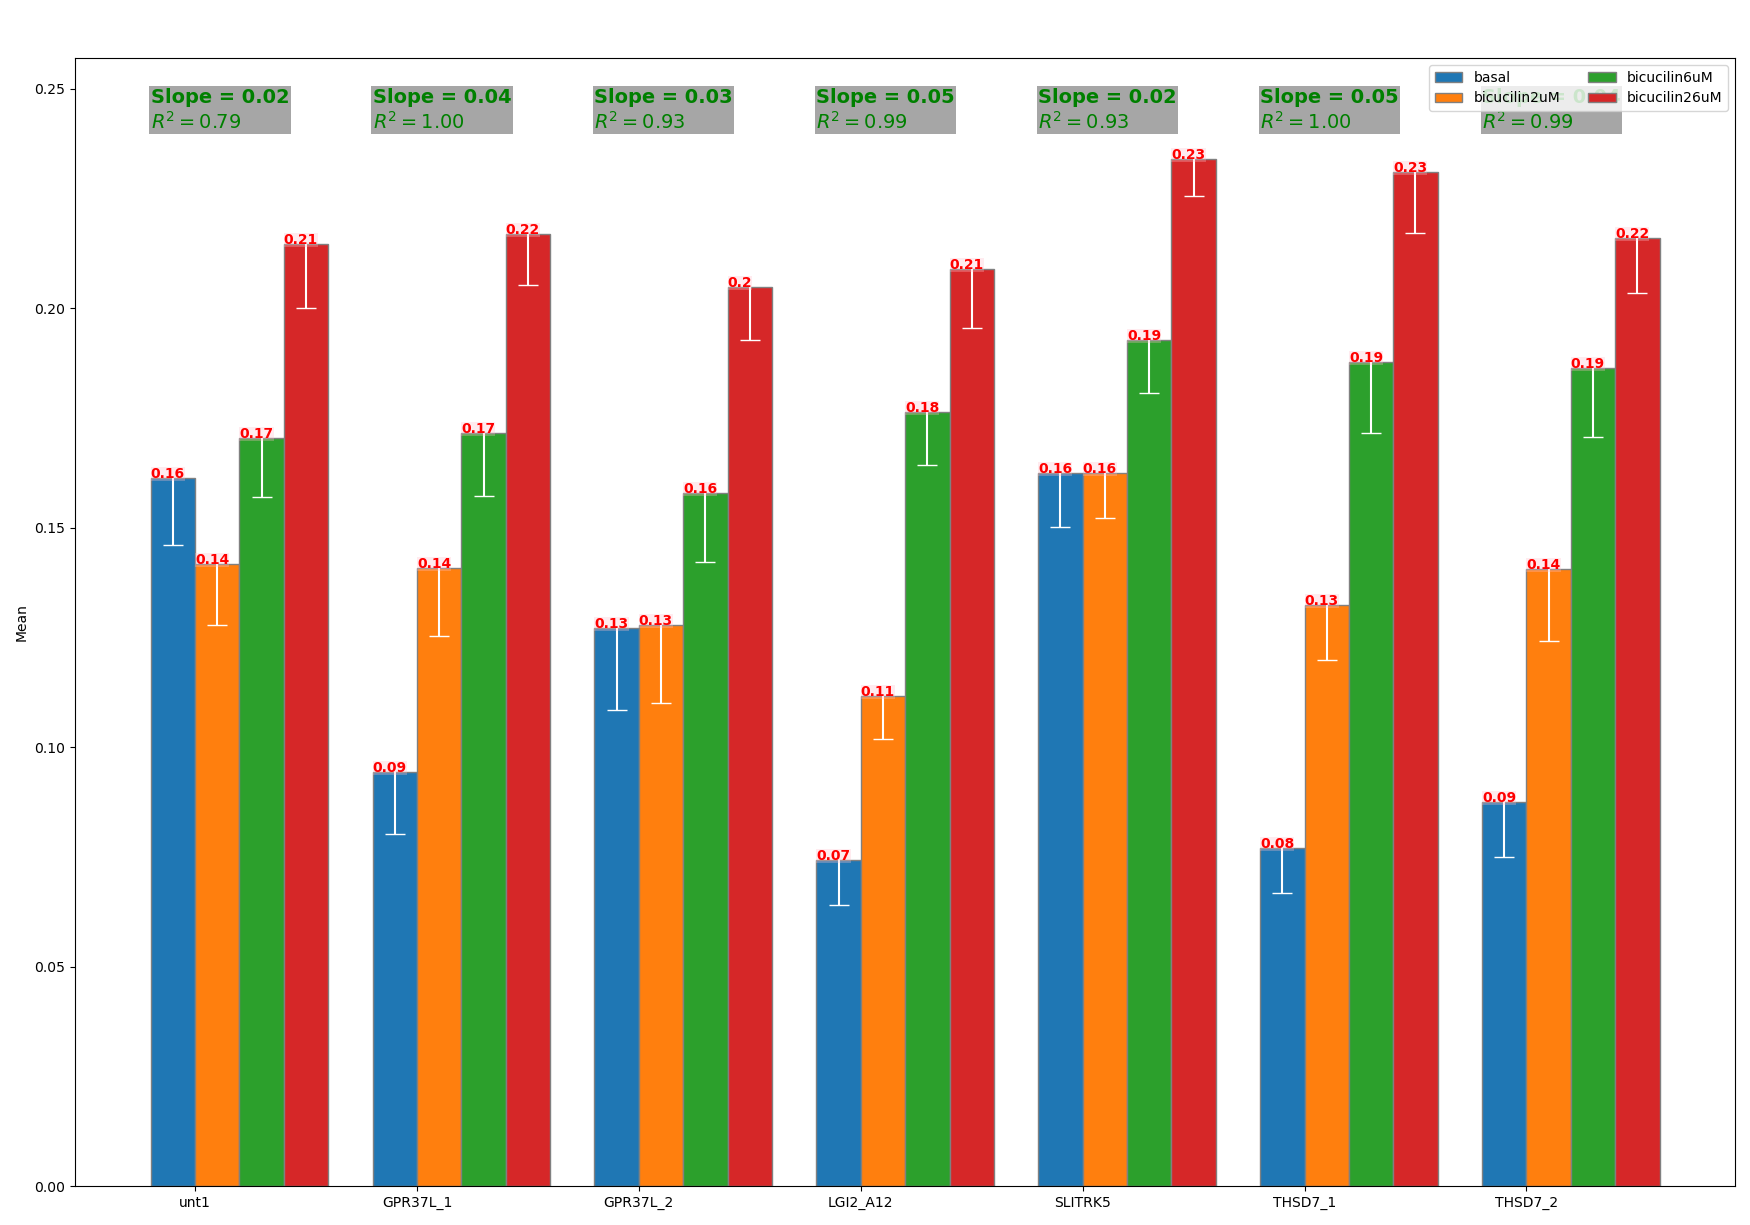 Slope = 0.02
R² = 0.79
Slope = 0.04
R² = 1.00
Slope = 0.03
R² = 0.93
Slope = 0.05
R² = 0.99
Slope = 0.02
R² = 0.93
Slope = 0.05
R² = 1.00
R² = 0.99
basal
bicucilin2uM
bicucilin6uM
bicucilin26uM
0.25
0.20
0.15
0.10
0.05
0.00
Mean
0.16
0.14
0.17
0.21
0.09
0.14
0.17
0.22
0.13
0.13
0.16
0.2
0.07
0.11
0.18
0.21
0.16
0.16
0.19
0.23
0.08
0.13
0.19
0.23
0.09
0.14
0.19
0.22
unt1
GPR37L_1
GPR37L_2
LGI2_A12
SLITRK5
THSD7_1
THSD7_2